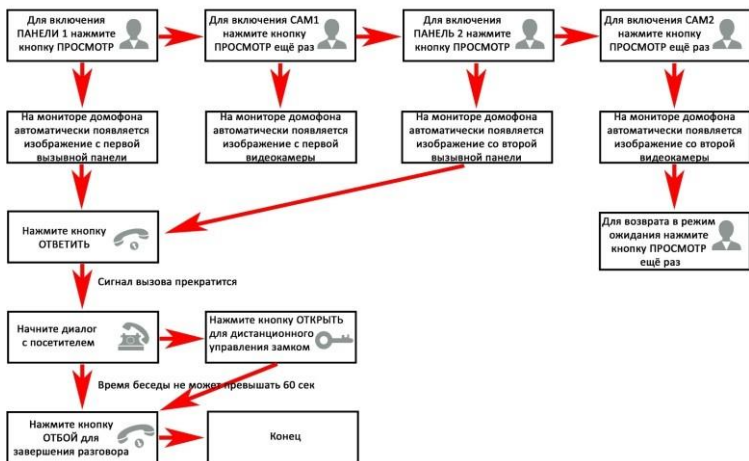 Для включения
ПАНЕЛИ 1 нажмите
кнопку ПРОСМОТР
Для включения САМ1
нажмите кнопку
ПРОСМОТР ещё раз
Для включения
ПАНЕЛЬ 2 нажмите
кнопку ПРОСМОТР
Для включения САМ2
нажмите кнопку
ПРОСМОТР ещё раз
На мониторе домофона
автоматически появляется
изображение с первой
вызывной панели
На мониторе домофона
автоматически появляется
изображение с первой
видеокамеры
На мониторе домофона
автоматически появляется
изображение со второй
вызывной панели
На мониторе домофона
автоматически появляется
изображение со второй
видеокамеры
Нажмите кнопку
ОТВЕТИТЬ
Для возврата в режим
ожидания нажмите
кнопку ПРОСМОТР
ещё раз
Сигнал вызова прекратится
Начните диалог
с посетителем
Нажмите кнопку ОТКРЫТЬ
для дистанционного
управления замком
Время беседы не может превышать 60 сек
Нажмите кнопку
ОТБОЙ для
завершения разговора
Конец